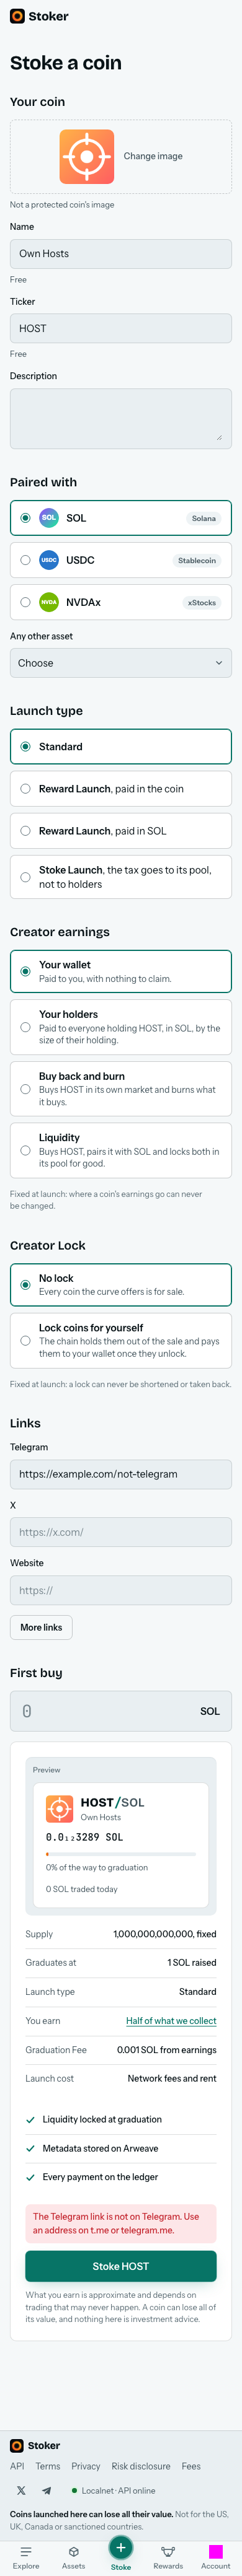 Stoker
Stoke a coin
Your coin
Change image
Not a protected coin's image
Name
Own Hosts
Free
Ticker
HOST
Free
Description
Paired with
SOL SOL Solana
USDC USDC Stablecoin
NVDA NVDAx xStocks
Any other asset
Choose
Launch type
Standard
Reward Launch, paid in the coin
Reward Launch, paid in SOL
Stoke Launch, the tax goes to its pool,
not to holders
Creator earnings
Your wallet
Paid to you, with nothing to claim.
Your holders
Paid to everyone holding HOST, in SOL, by the
size of their holding.
Buy back and burn
Buys HOST in its own market and burns what
it buys.
Liquidity
Buys HOST, pairs it with SOL and locks both in
its pool for good.
Fixed at launch: where a coin's earnings go can never
be changed.
Creator Lock
No lock
Every coin the curve offers is for sale.
Lock coins for yourself
The chain holds them out of the sale and pays
them to your wallet once they unlock.
Fixed at launch: a lock can never be shortened or taken back.
Links
Telegram
https://example.com/not-telegram
X
https://x.com/
Website
https://
More links
First buy
0 SOL
Preview
HOST/SOL
Own Hosts
0.0₁₂3289 SOL
0% of the way to graduation
0 SOL traded today
Supply 1,000,000,000,000, fixed
Graduates at 1 SOL raised
Launch type Standard
You earn Half of what we collect
Graduation Fee 0.001 SOL from earnings
Launch cost Network fees and rent
Liquidity locked at graduation
Metadata stored on Arweave
Every payment on the ledger
The Telegram link is not on Telegram. Use
an address on t.me or telegram.me.
Stoke HOST
What you earn is approximate and depends on
trading that may never happen. A coin can lose all of
its value, and nothing here is investment advice.
Stoker
API Terms Privacy Risk disclosure Fees
Localnet · API online
Coins launched here can lose all their value. Not for the US,
UK, Canada or sanctioned countries.
Explore Assets Stoke Rewards Account